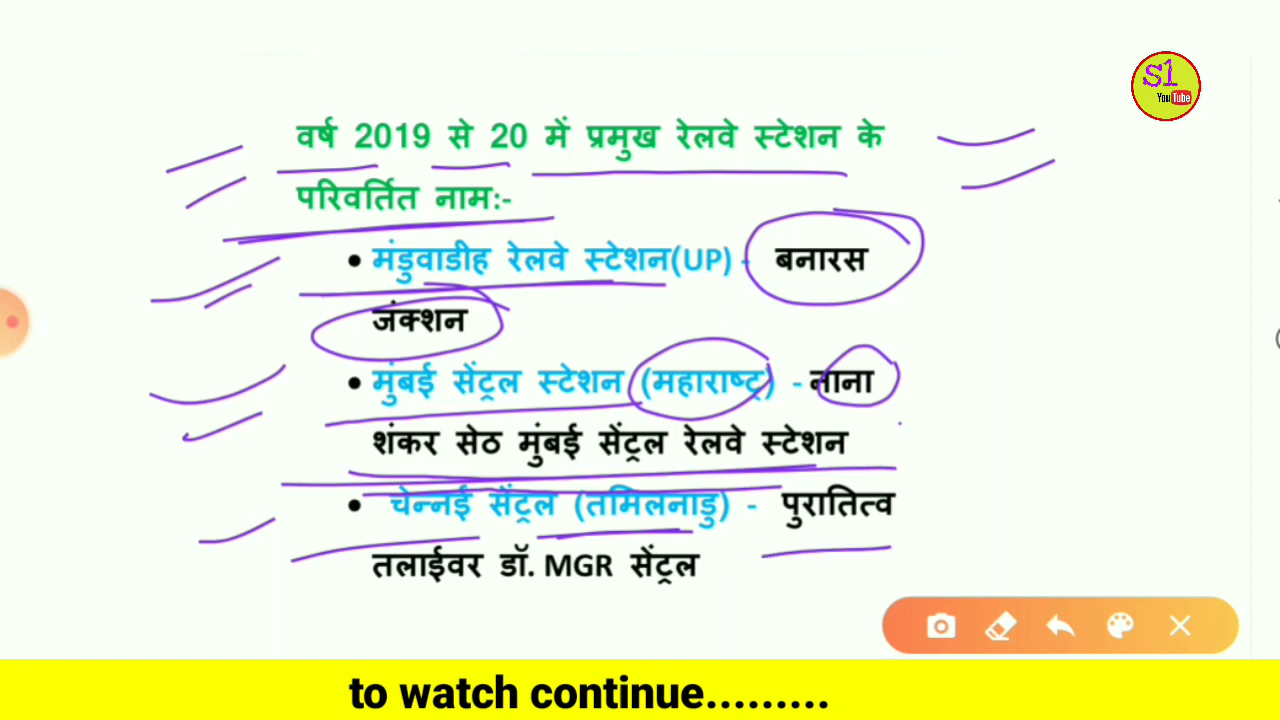 S1
YouTube
वर्ष 2019 से 20 में प्रमुख रेलवे स्टेशन के
परिवर्तित नामः-
• मंडुवाडीह रेलवे स्टेशन(UP) - बनारस
जंक्शन
• मुंबई सेंट्रल स्टेशन (महाराष्ट्र) - नाना
शंकर सेठ मुंबई सेंट्रल रेलवे स्टेशन
• चेन्नई सेंट्रल (तमिलनाडु) - पुरातित्व
तलाईवर डॉ. MGR सेंट्रल
to watch continue.........